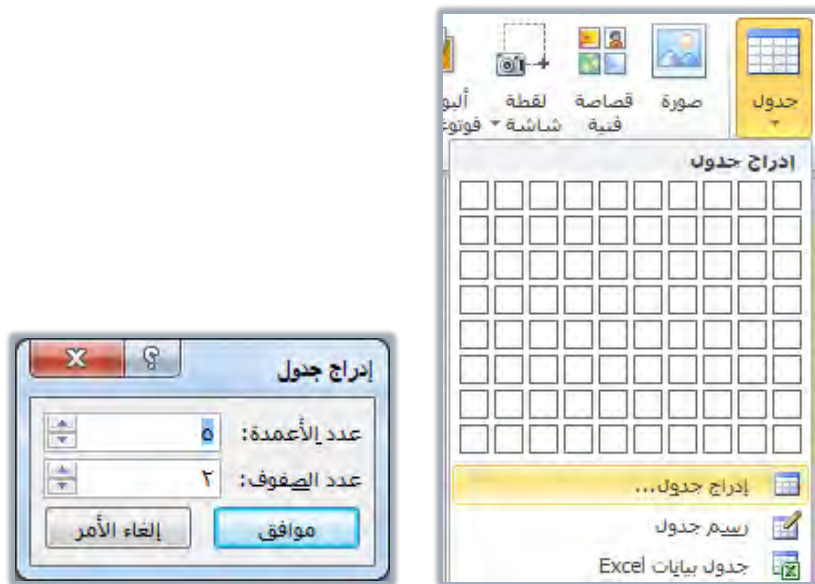 جدول
صورة
قصاصة
فنية
لقطة
شاشة
إدراج جدول
إدراج جدول...
رسم جدول
جدول بيانات Excel
إدراج جدول
عدد الأعمدة: ٥
عدد الصفوف: ٢
موافق
إلغاء الأمر